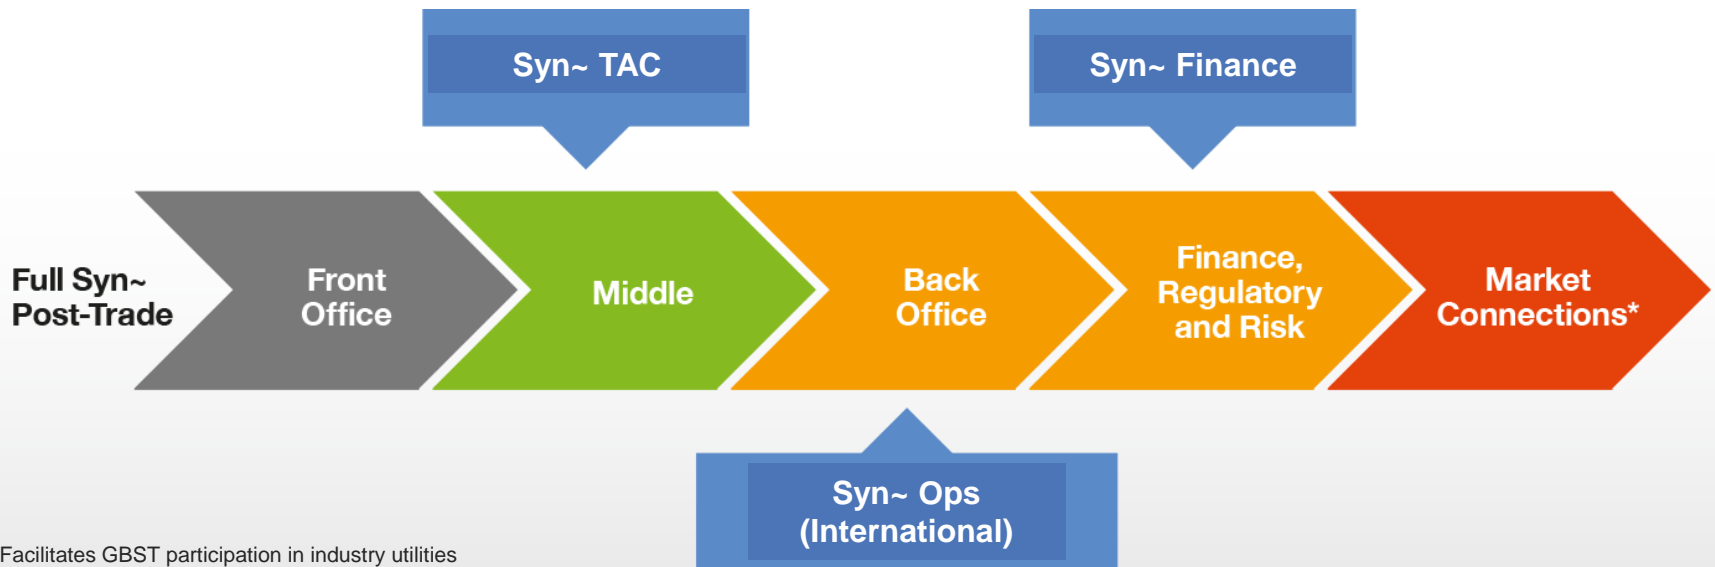 Syn~ TAC
Syn~ Finance
Full Syn~
Post-Trade
Front
Office
Middle
Back
Office
Finance,
Regulatory
and Risk
Market
Connections*
Syn~ Ops
(International)
Facilitates GBST participation in industry utilities